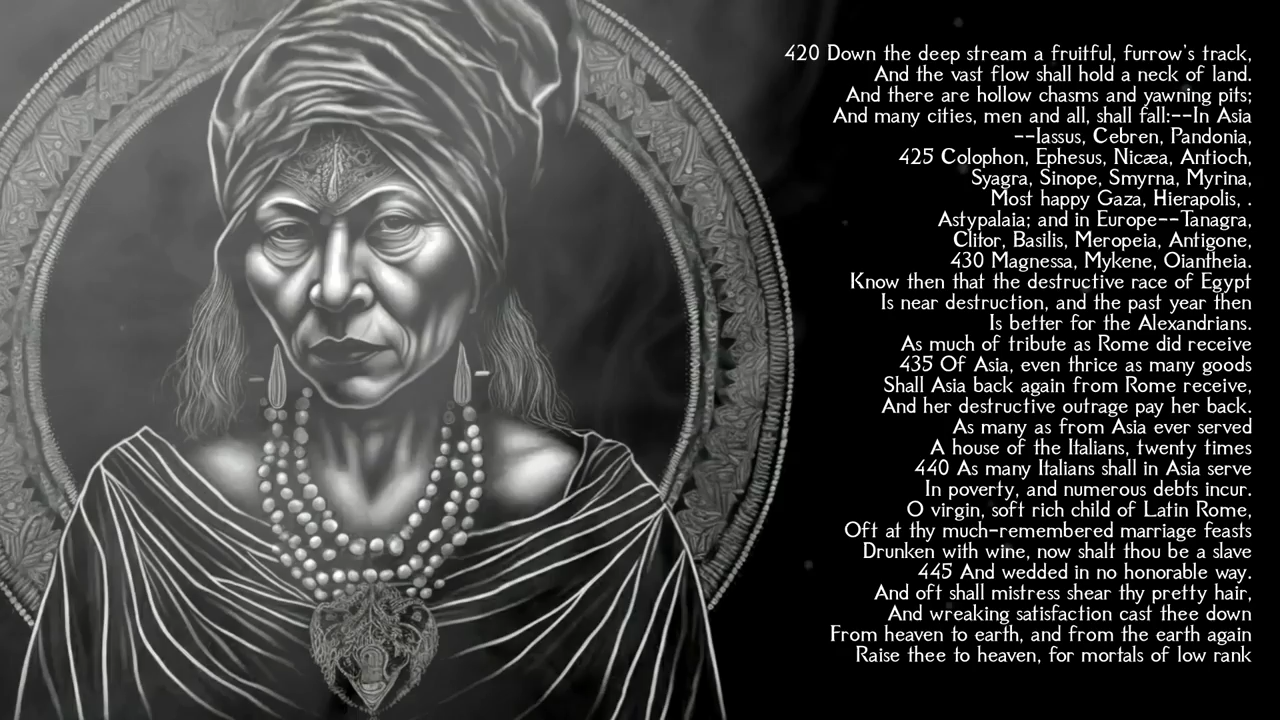 420 Down the deep stream a fruitful, furrow's track,
And the vast flow shall hold a neck of land.
And there are hollow chasms and yawning pits;
And many cities, men and all, shall fall:--In Asia
--Iassus, Cebren, Pandonia,
425 Colophon, Ephesus, Nicæa, Antioch,
Syagra, Sinope, Smyrna, Myrina,
Most happy Gaza, Hierapolis, .
Astypalaia; and in Europe--Tanagra,
Clitor, Basilis, Meropeia, Antigone,
430 Magnessa, Mykene, Oiantheia.
Know then that the destructive race of Egypt
Is near destruction, and the past year then
Is better for the Alexandrians.
As much of tribute as Rome did receive
435 Of Asia, even thrice as many goods
Shall Asia back again from Rome receive,
And her destructive outrage pay her back.
As many as from Asia ever served
A house of the Italians, twenty times
440 As many Italians shall in Asia serve
In poverty, and numerous debts incur.
O virgin, soft rich child of Latin Rome,
Oft at thy much-remembered marriage feasts
Drunken with wine, now shalt thou be a slave
445 And wedded in no honorable way.
And oft shall mistress shear thy pretty hair,
And wreaking satisfaction cast thee down
From heaven to earth, and from the earth again
Raise thee to heaven, for mortals of low rank